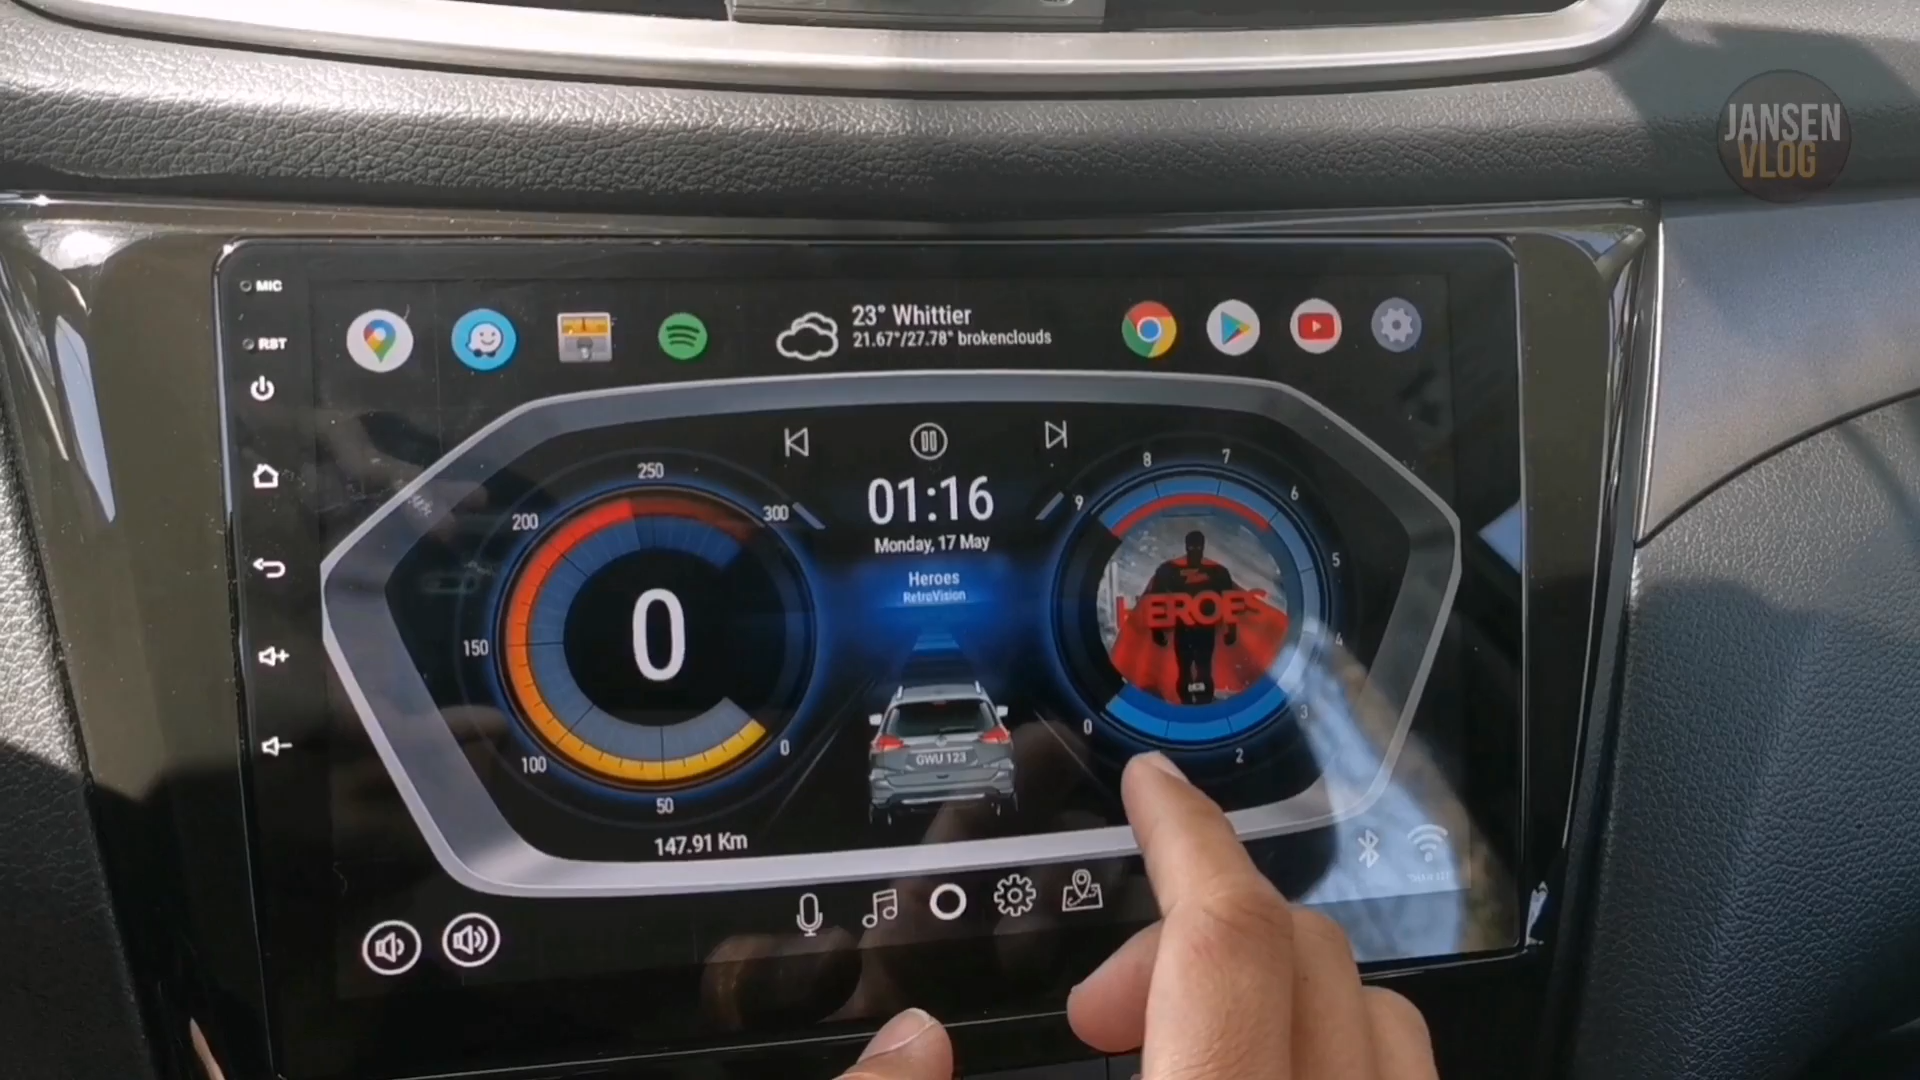 JANSEN
VLOG
MIC
RST
23° Whittier
21.67°/27.78° brokenclouds
01:16
Monday, 17 May
Heroes
RetroVision
250
200
300
150
100
50
0
0
147.91 Km
GWU 123
8
7
9
6
5
4
3
2
0
HEROES